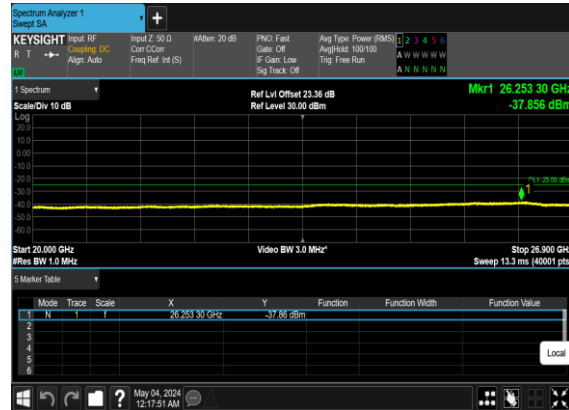 Spectrum Analyzer 1
Swept SA
+
KEYSIGHT Input: RF Input Z: 50 Ω #Atten: 20 dB PNO: Fast Avg Type: Power (RMS) 1 2 3 4 5 6
R T Coupling: DC Corr CCorr Gate: Off Avg|Hold: 100/100 A W W W W W
Align: Auto Freq Ref: Int (S) IF Gain: Low Trig: Free Run
Sig Track: Off A N N N N N
1 Spectrum Ref Lvl Offset 23.36 dB Mkr1 26.253 30 GHz
Scale/Div 10 dB Ref Level 30.00 dBm -37.856 dBm
Log
20.0
10.0
0.00
-10.0
-20.0
-30.0
-40.0
-50.0
-60.0
1
Start 20.000 GHz Video BW 3.0 MHz* Stop 26.900 GHz
#Res BW 1.0 MHz Sweep 13.3 ms (40001 pts)
5 Marker Table
Mode Trace Scale X Y Function Function Width Function Value
1 N 1 f 26.253 30 GHz -37.86 dBm
2
3
4
5
6
Local
? May 04, 2024
12:17:51 AM